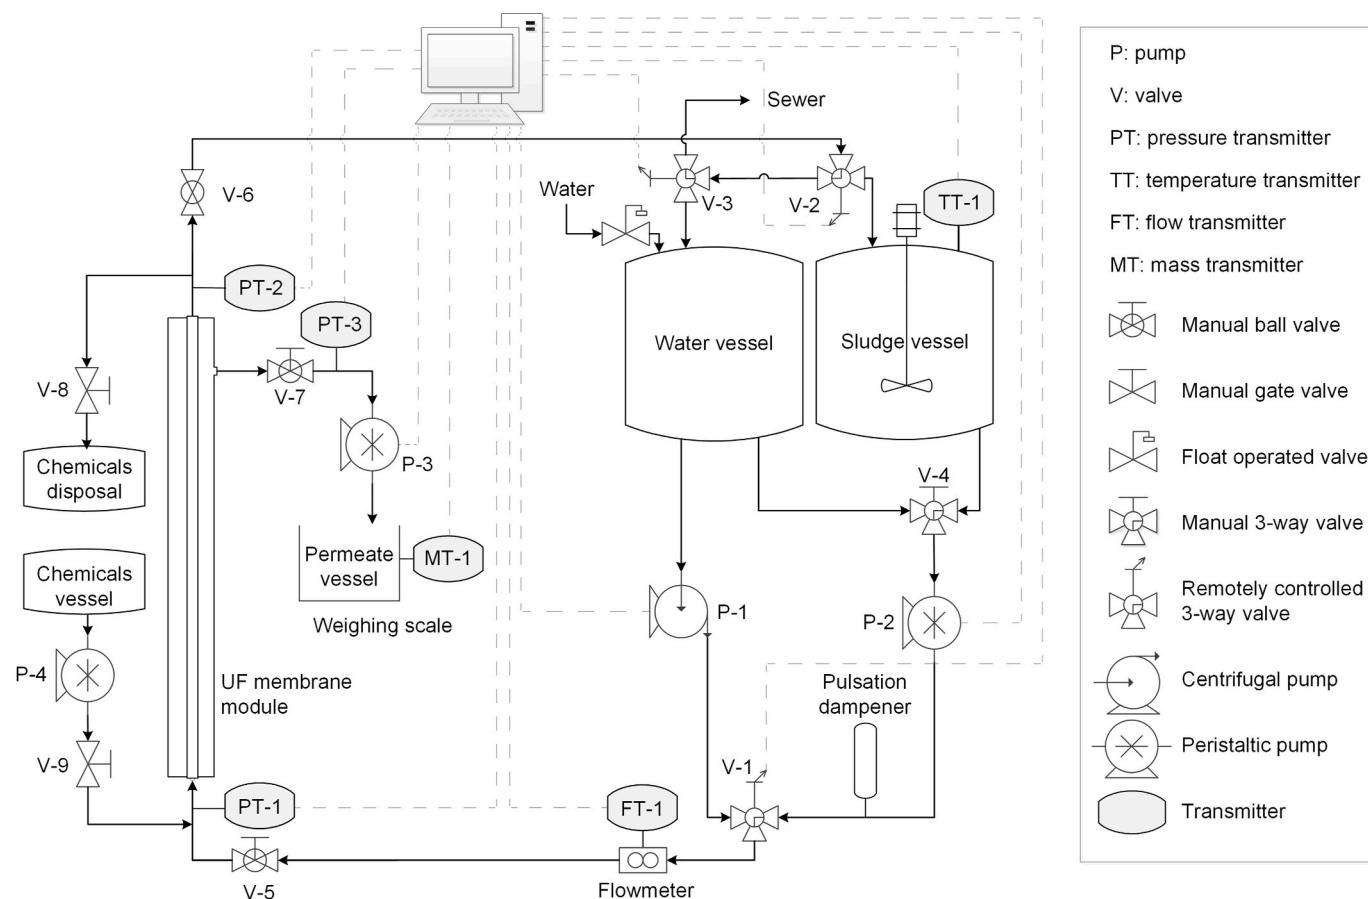 Sewer
V-6
Water
V-3
V-2
TT-1
PT-2
PT-3
Water vessel
Sludge vessel
V-8
V-7
Chemicals
disposal
P-3
V-4
Permeate
vessel
MT-1
Weighing scale
Chemicals
vessel
P-1
P-2
P-4
UF membrane
module
Pulsation
dampener
V-9
V-1
PT-1
FT-1
V-5
Flowmeter
P: pump
V: valve
PT: pressure transmitter
TT: temperature transmitter
FT: flow transmitter
MT: mass transmitter
Manual ball valve
Manual gate valve
Float operated valve
Manual 3-way valve
Remotely controlled
3-way valve
Centrifugal pump
Peristaltic pump
Transmitter